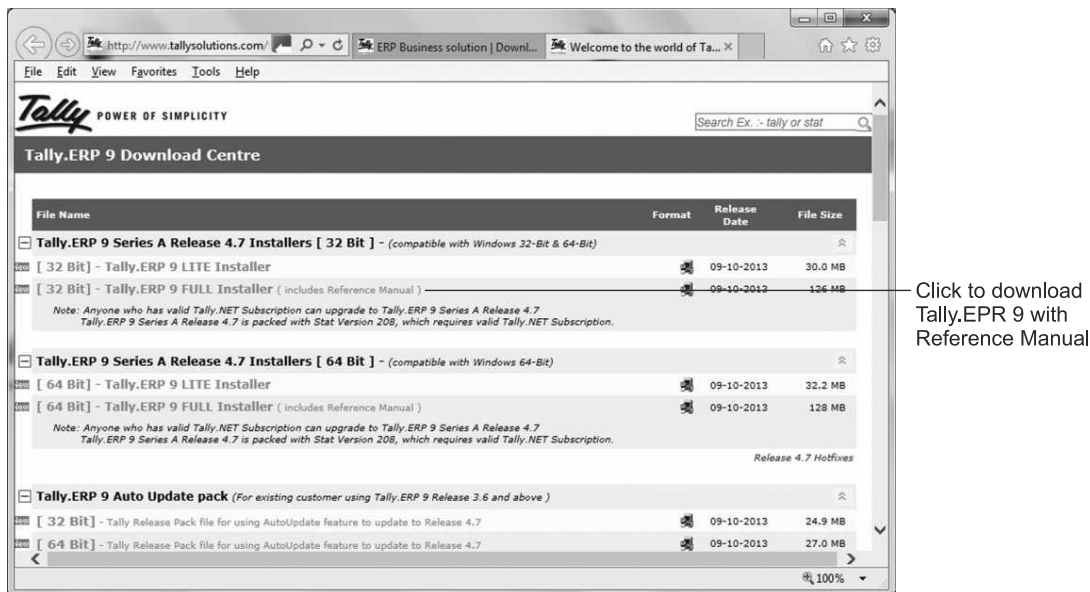 http://www.tallysolutions.com/
ERP Business solution | Downl...
Welcome to the world of Ta...
File Edit View Favorites Tools Help
Tally POWER OF SIMPLICITY
Search Ex. :- tally or stat
Tally.ERP 9 Download Centre
File Name Format Release Date File Size
Tally.ERP 9 Series A Release 4.7 Installers [ 32 Bit ] - (compatible with Windows 32-Bit & 64-Bit)
New [ 32 Bit] - Tally.ERP 9 LITE Installer 09-10-2013 30.0 MB
New [ 32 Bit] - Tally.ERP 9 FULL Installer ( includes Reference Manual ) 09-10-2013 126 MB
Note: Anyone who has valid Tally.NET Subscription can upgrade to Tally.ERP 9 Series A Release 4.7
Tally.ERP 9 Series A Release 4.7 is packed with Stat Version 208, which requires valid Tally.NET Subscription.
Tally.ERP 9 Series A Release 4.7 Installers [ 64 Bit ] - (compatible with Windows 64-Bit)
New [ 64 Bit] - Tally.ERP 9 LITE Installer 09-10-2013 32.2 MB
New [ 64 Bit] - Tally.ERP 9 FULL Installer ( includes Reference Manual ) 09-10-2013 128 MB
Note: Anyone who has valid Tally.NET Subscription can upgrade to Tally.ERP 9 Series A Release 4.7
Tally.ERP 9 Series A Release 4.7 is packed with Stat Version 208, which requires valid Tally.NET Subscription.
Release 4.7 Hotfixes
Tally.ERP 9 Auto Update pack (For existing customer using Tally.ERP 9 Release 3.6 and above )
New [ 32 Bit] - Tally Release Pack file for using AutoUpdate feature to update to Release 4.7 09-10-2013 24.9 MB
New [ 64 Bit] - Tally Release Pack file for using AutoUpdate feature to update to Release 4.7 09-10-2013 27.0 MB
100%
Click to download
Tally.EPR 9 with
Reference Manual